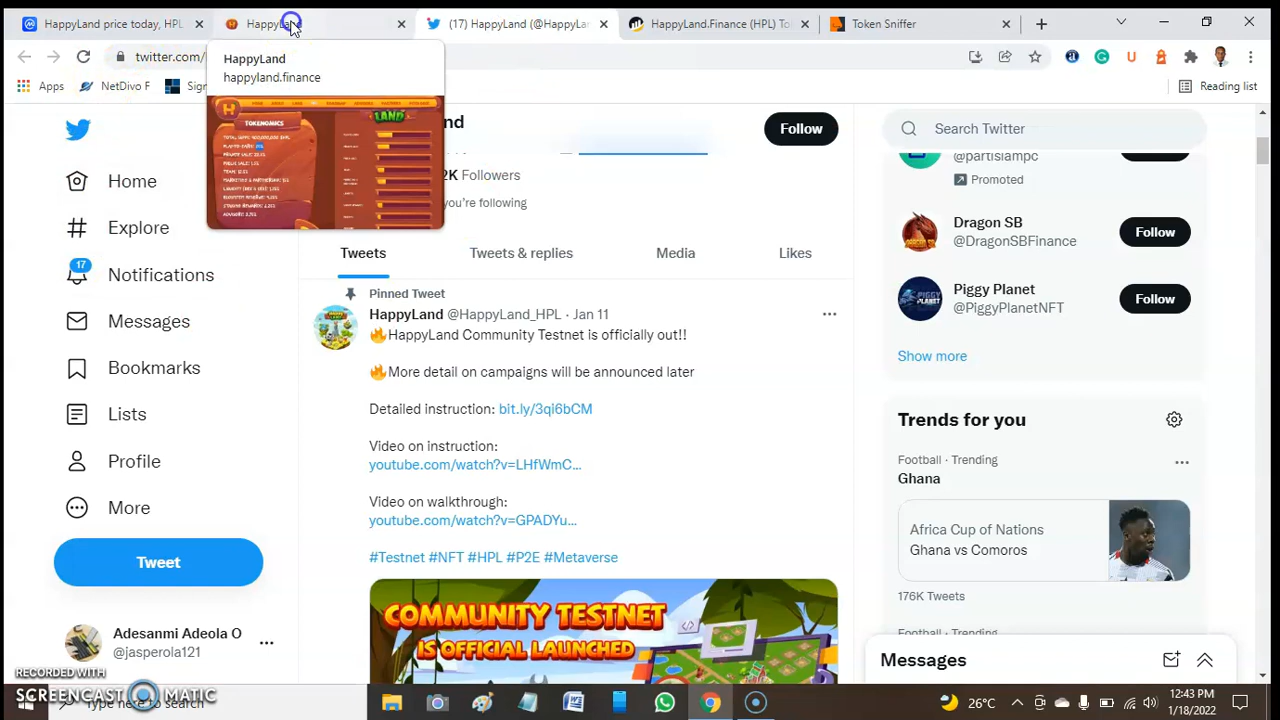 HappyLand price today, HPL
HappyLand
(17) HappyLand (@HappyLa
HappyLand.Finance (HPL) To
Token Sniffer
twitter.com/
Apps
NetDivo F
Sig
Reading list
HappyLand
happyland.finance
TOKENOMICS
LAND
nd
Follow
2K Followers
you're following
Tweets
Tweets & replies
Media
Likes
Home
Explore
17
Notifications
Messages
Bookmarks
Lists
Profile
More
Tweet
Adesanmi Adeola O
@jasperola121
Pinned Tweet
HappyLand @HappyLand_HPL · Jan 11
🔥HappyLand Community Testnet is officially out!!
🔥More detail on campaigns will be announced later
Detailed instruction: bit.ly/3qi6bCM
Video on instruction:
youtube.com/watch?v=LHfWmC...
Video on walkthrough:
youtube.com/watch?v=GPADYu...
#Testnet #NFT #HPL #P2E #Metaverse
COMMUNITY TESTNET
IS OFFICIAL LAUNCHED
Search Twitter
@partisiampc
Promoted
Dragon SB
@DragonSBFinance
Follow
Piggy Planet
@PiggyPlanetNFT
Follow
Show more
Trends for you
Football · Trending
Ghana
Africa Cup of Nations
Ghana vs Comoros
176K Tweets
Messages
RECORDED WITH
SCREENCAST MATIC
Type here to search
26°C
12:43 PM
1/18/2022